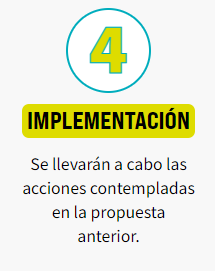 4
IMPLEMENTACIÓN
Se llevarán a cabo las
acciones contempladas
en la propuesta
anterior.